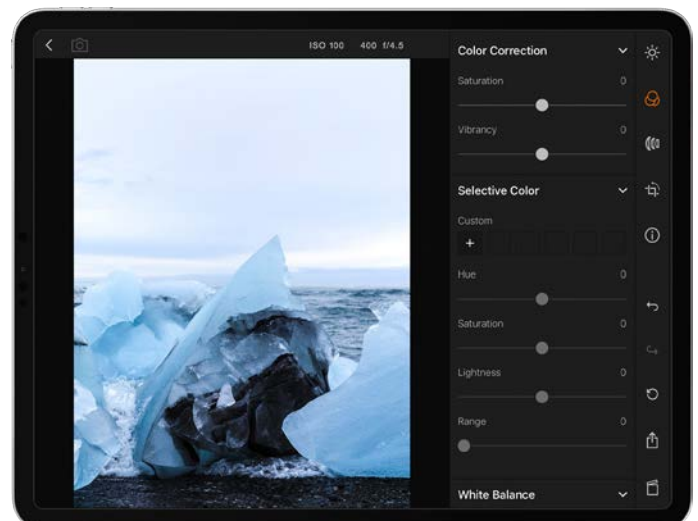 ISO 100 400 f/4.5
Color Correction
Saturation 0
Vibrancy 0
Selective Color
Custom
+
Hue 0
Saturation 0
Lightness 0
Range 0
White Balance